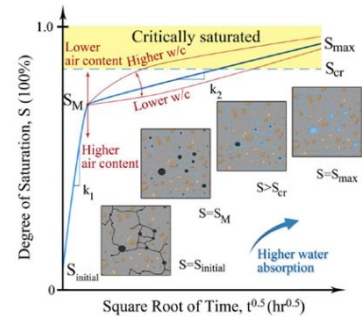 1.0
Critically saturated
Lower
air content
Higher w/c
S_max
S_cr
S_M
k_2
Lower w/c
Higher
air content
S=S_max
S>S_cr
k_1
S=S_M
Higher water
absorption
S_initial
S=S_initial
0
Degree of Saturation, S (100%)
Square Root of Time, t^0.5 (hr^0.5)